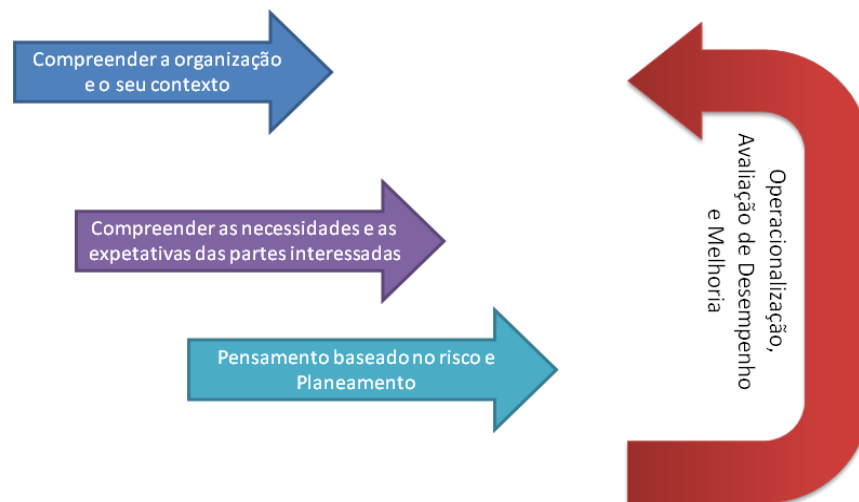 Compreender a organização
e o seu contexto
Compreender as necessidades e as
expetativas das partes interessadas
Pensamento baseado no risco e
Planeamento
Operacionalização,
Avaliação de Desempenho
e Melhoria